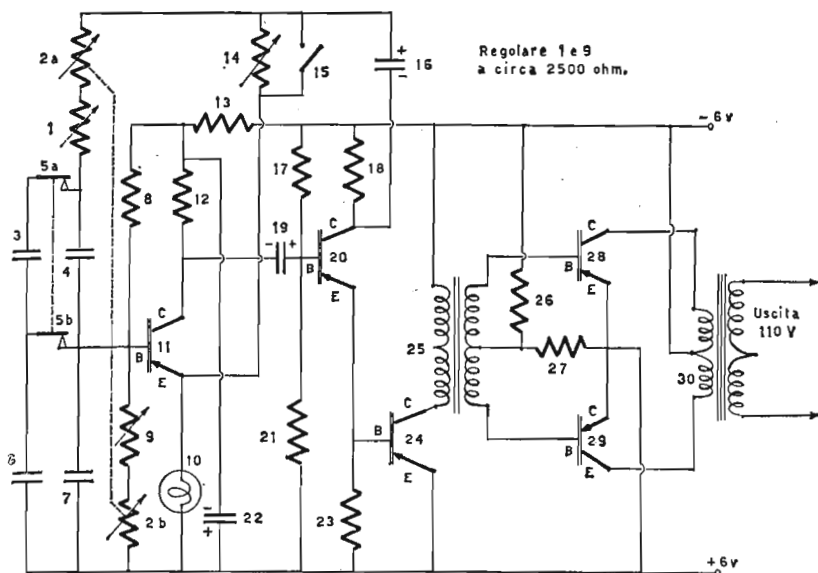 2a
14
15
16
Regolare 1 e 9
a circa 2500 ohm.
+
-
1
13
- 6 v
5a
8
12
17
18
3
4
19
- +
C
20
B
E
C
28
B
E
26
5b
C
11
B
E
25
27
Uscita
110 V
30
9
10
21
C
B
24
E
C
29
B
E
6
7
2b
-
+
22
23
+ 6 v